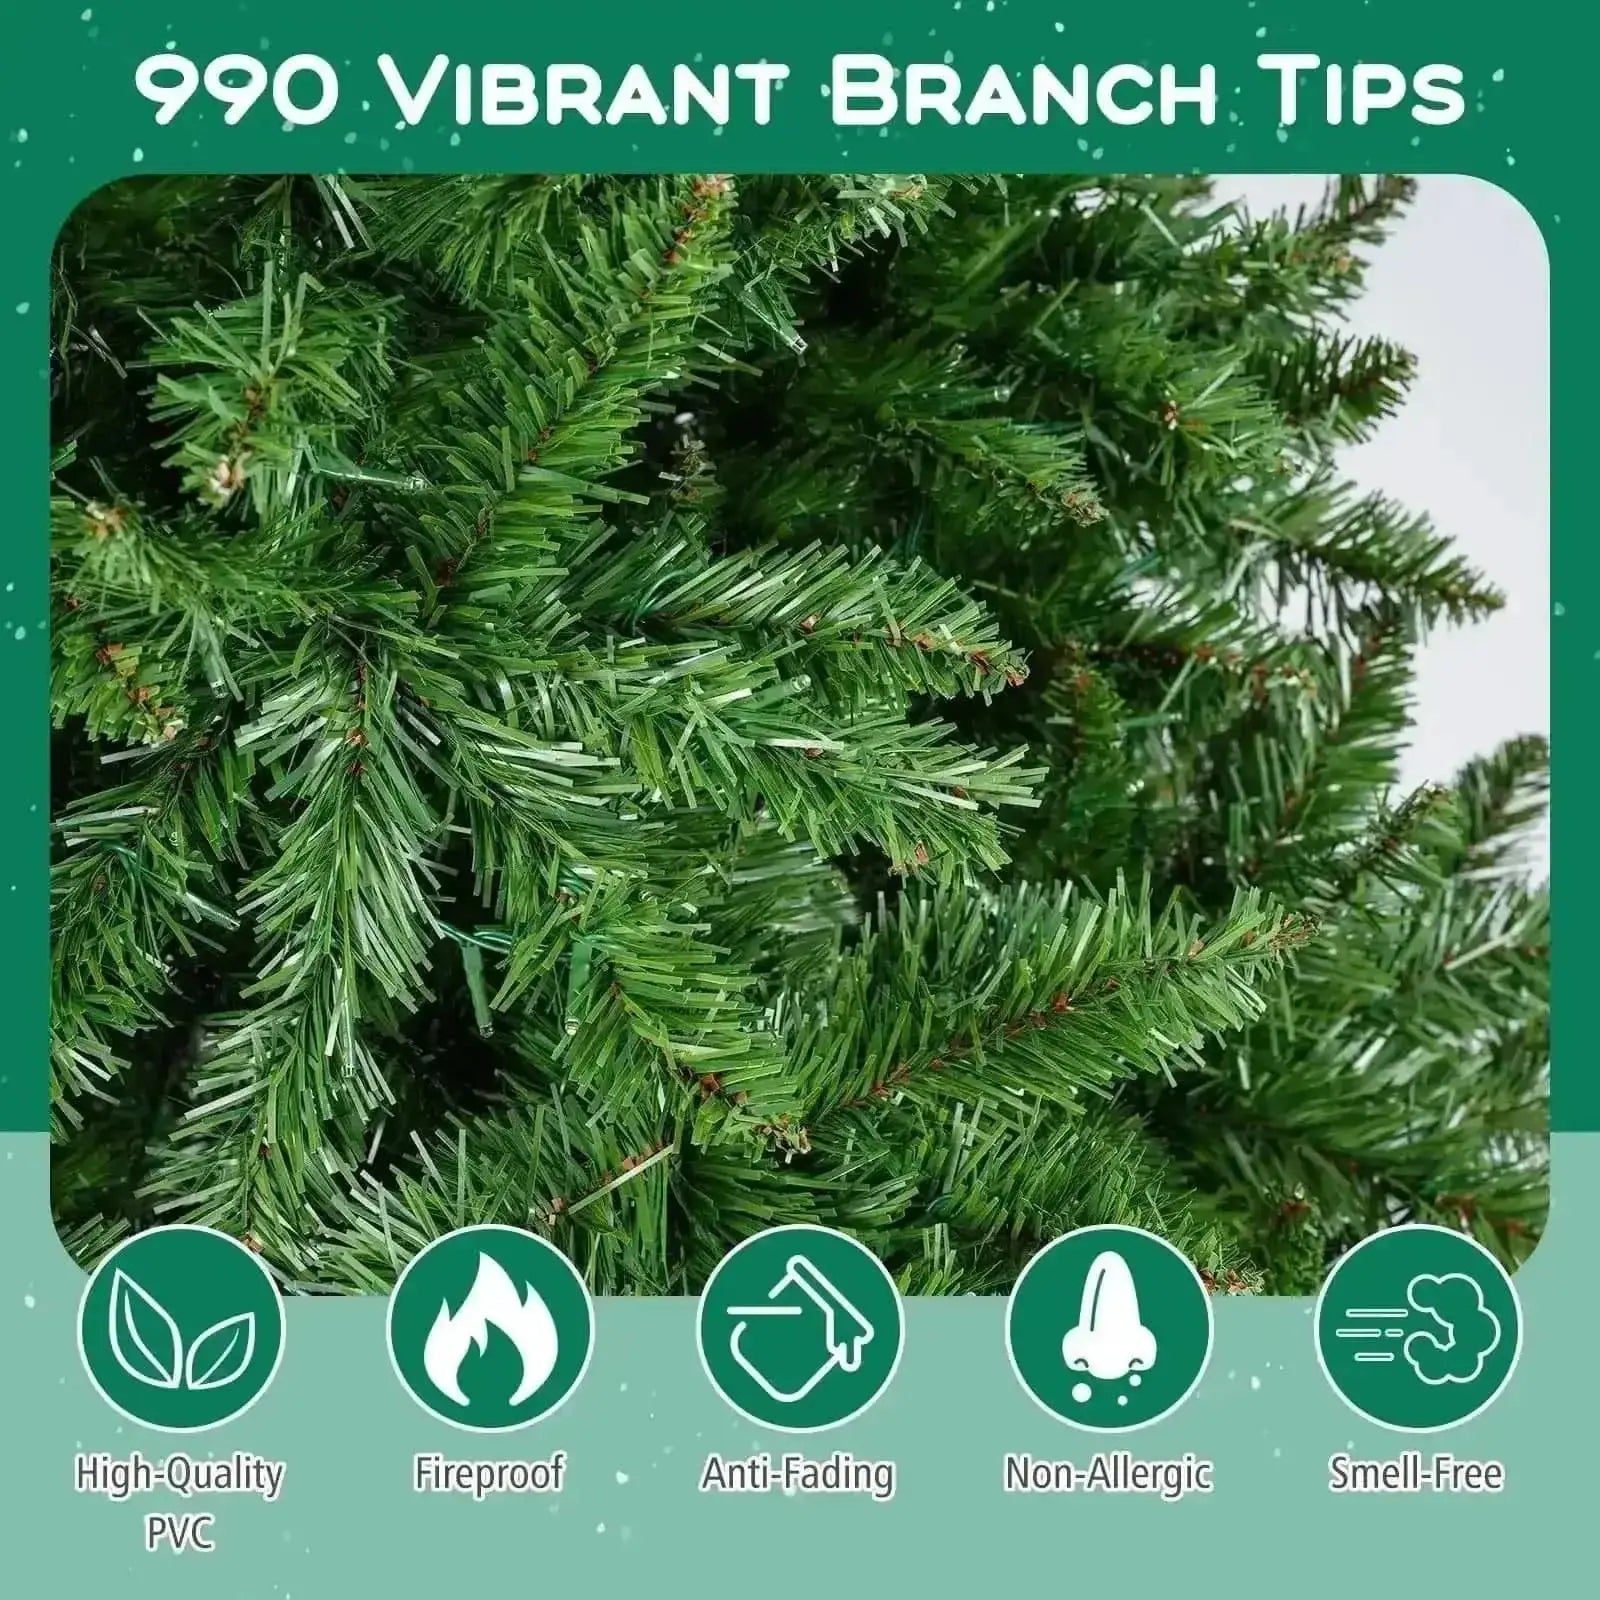 990 VIBRANT BRANCH TIPS
High-Quality
PVC
Fireproof
Anti-Fading
Non-Allergic
Smell-Free